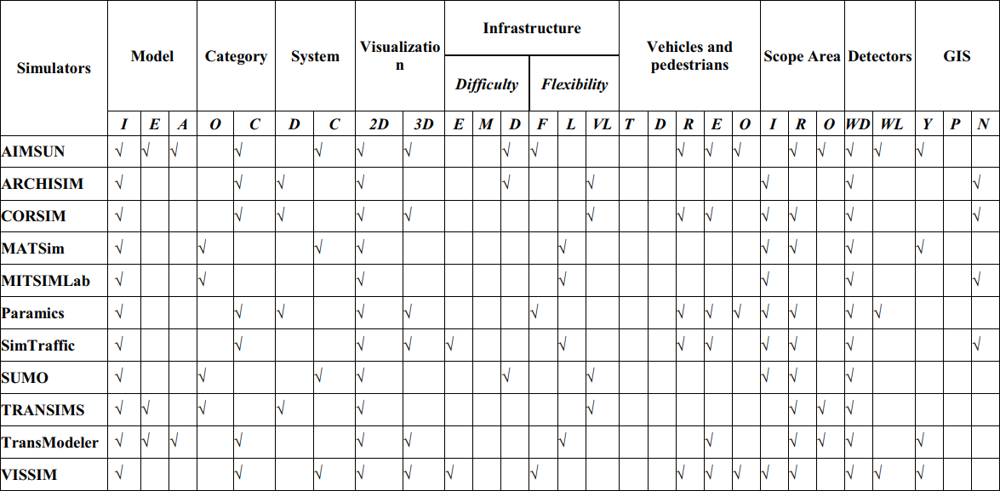 Simulators Model Category System Visualizatio n Infrastructure Vehicles and pedestrians Scope Area Detectors GIS
Difficulty Flexibility
I E A O C D C 2D 3D E M D F L VL T D R E O I R O WD WL Y P N
AIMSUN √ √ √ √ √ √ √ √ √ √ √ √ √ √ √ √ √
ARCHISIM √ √ √ √ √ √ √ √ √
CORSIM √ √ √ √ √ √ √ √ √ √ √ √
MATSim √ √ √ √ √ √ √ √ √
MITSIMLab √ √ √ √ √ √ √
Paramics √ √ √ √ √ √ √ √ √ √ √ √ √
SimTraffic √ √ √ √ √ √ √ √ √ √ √ √
SUMO √ √ √ √ √ √ √ √ √
TRANSIMS √ √ √ √ √ √ √ √ √
TransModeler √ √ √ √ √ √ √ √ √ √ √ √
VISSIM √ √ √ √ √ √ √ √ √ √ √ √ √ √ √